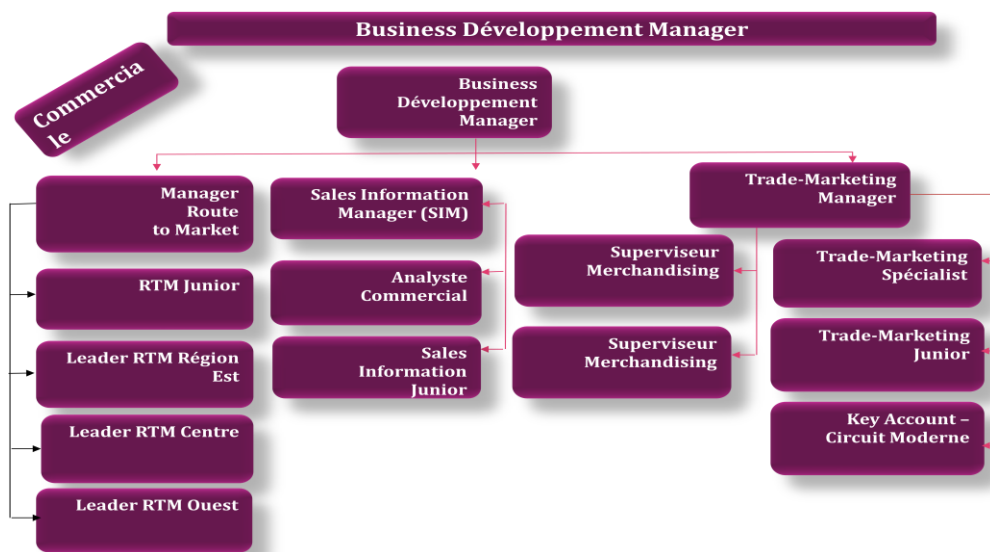 Business Développement Manager
Commercia
le
Business
Développement
Manager
Manager
Route
to Market
Sales Information
Manager (SIM)
Trade-Marketing
Manager
RTM Junior
Analyste
Commercial
Superviseur
Merchandising
Trade-Marketing
Spécialist
Leader RTM Région
Est
Sales
Information
Junior
Superviseur
Merchandising
Trade-Marketing
Junior
Leader RTM Centre
Key Account –
Circuit Moderne
Leader RTM Ouest